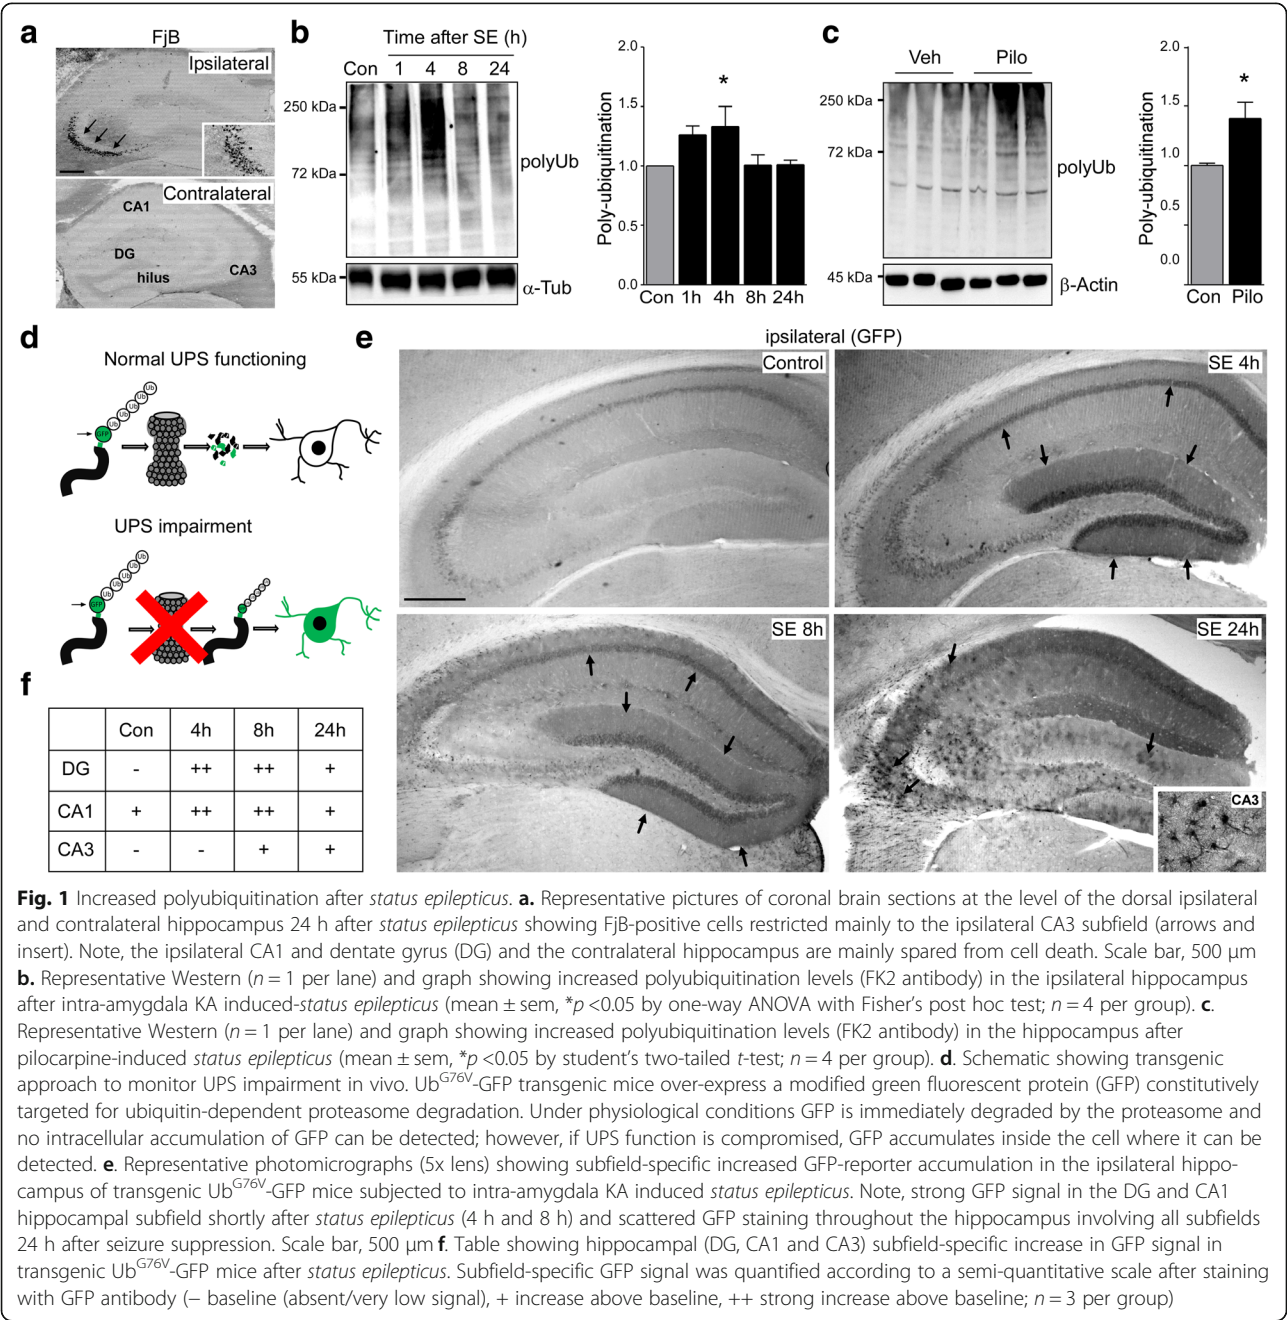 a
FjB
Ipsilateral
Contralateral
CA1
DG
hilus
CA3
b
Time after SE (h)
Con 1 4 8 24
250 kDa
72 kDa
polyUb
55 kDa
α-Tub
Poly-ubiquitination
2.0
1.5
1.0
0.5
0.0
*
Con 1h 4h 8h 24h
c
Veh Pilo
250 kDa
72 kDa
polyUb
45 kDa
β-Actin
Poly-ubiquitination
2.0
1.5
1.0
0.5
0.0
*
Con Pilo
d
Normal UPS functioning
GFP Ub Ub Ub Ub Ub
UPS impairment
GFP Ub Ub Ub Ub Ub
e
ipsilateral (GFP)
Control
SE 4h
SE 8h
SE 24h
CA3
f
Con 4h 8h 24h
DG - ++ ++ +
CA1 + ++ ++ +
CA3 - - + +
Fig. 1 Increased polyubiquitination after status epilepticus. a. Representative pictures of coronal brain sections at the level of the dorsal ipsilateral
and contralateral hippocampus 24 h after status epilepticus showing FjB-positive cells restricted mainly to the ipsilateral CA3 subfield (arrows and
insert). Note, the ipsilateral CA1 and dentate gyrus (DG) and the contralateral hippocampus are mainly spared from cell death. Scale bar, 500 μm
b. Representative Western (n = 1 per lane) and graph showing increased polyubiquitination levels (FK2 antibody) in the ipsilateral hippocampus
after intra-amygdala KA induced-status epilepticus (mean ± sem, *p <0.05 by one-way ANOVA with Fisher's post hoc test; n = 4 per group). c.
Representative Western (n = 1 per lane) and graph showing increased polyubiquitination levels (FK2 antibody) in the hippocampus after
pilocarpine-induced status epilepticus (mean ± sem, *p <0.05 by student's two-tailed t-test; n = 4 per group). d. Schematic showing transgenic
approach to monitor UPS impairment in vivo. Ub^G76V-GFP transgenic mice over-express a modified green fluorescent protein (GFP) constitutively
targeted for ubiquitin-dependent proteasome degradation. Under physiological conditions GFP is immediately degraded by the proteasome and
no intracellular accumulation of GFP can be detected; however, if UPS function is compromised, GFP accumulates inside the cell where it can be
detected. e. Representative photomicrographs (5x lens) showing subfield-specific increased GFP-reporter accumulation in the ipsilateral hippo-
campus of transgenic Ub^G76V-GFP mice subjected to intra-amygdala KA induced status epilepticus. Note, strong GFP signal in the DG and CA1
hippocampal subfield shortly after status epilepticus (4 h and 8 h) and scattered GFP staining throughout the hippocampus involving all subfields
24 h after seizure suppression. Scale bar, 500 μm f. Table showing hippocampal (DG, CA1 and CA3) subfield-specific increase in GFP signal in
transgenic Ub^G76V-GFP mice after status epilepticus. Subfield-specific GFP signal was quantified according to a semi-quantitative scale after staining
with GFP antibody (− baseline (absent/very low signal), + increase above baseline, ++ strong increase above baseline; n = 3 per group)